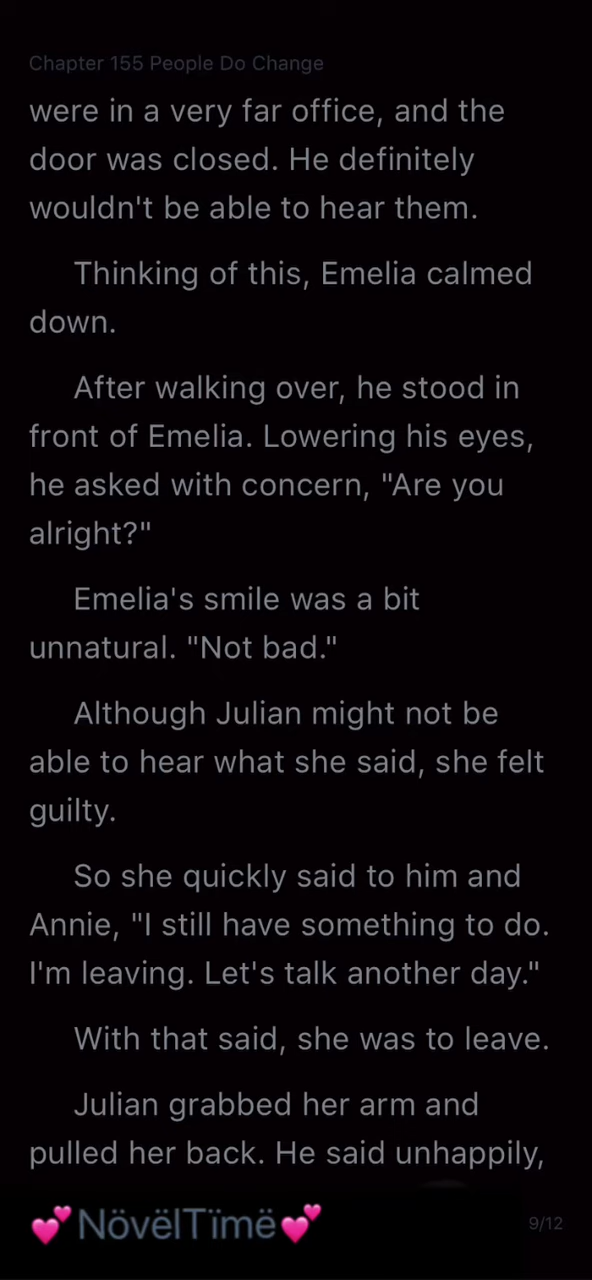 Chapter 155 People Do Change
were in a very far office, and the
door was closed. He definitely
wouldn't be able to hear them.
Thinking of this, Emelia calmed
down.
After walking over, he stood in
front of Emelia. Lowering his eyes,
he asked with concern, "Are you
alright?"
Emelia's smile was a bit
unnatural. "Not bad."
Although Julian might not be
able to hear what she said, she felt
guilty.
So she quickly said to him and
Annie, "I still have something to do.
I'm leaving. Let's talk another day."
With that said, she was to leave.
Julian grabbed her arm and
pulled her back. He said unhappily,
💕NövëlTïmë💕
9/12